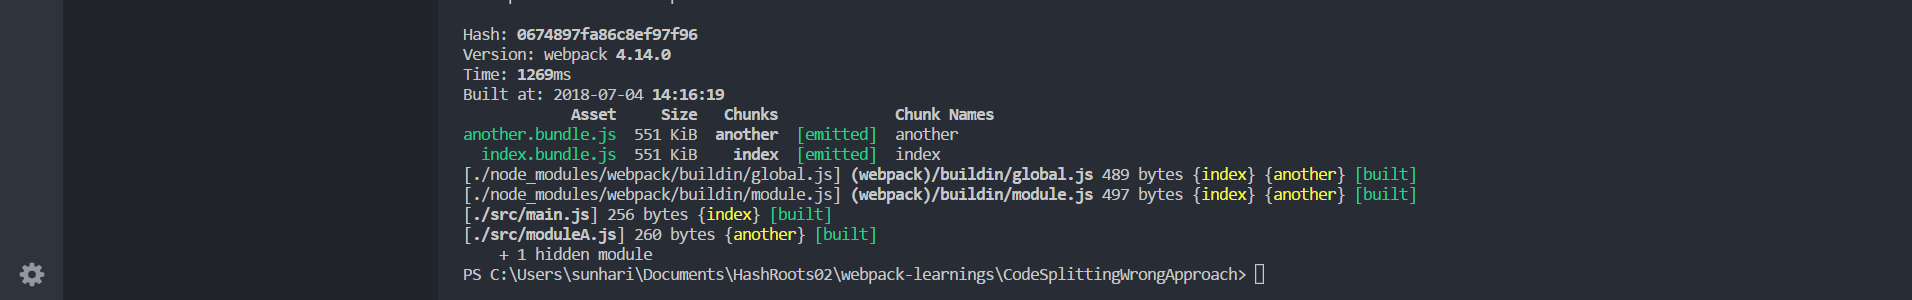 Hash: 0674897fa86c8ef97f96
Version: webpack 4.14.0
Time: 1269ms
Built at: 2018-07-04 14:16:19
Asset Size Chunks Chunk Names
another.bundle.js 551 KiB another [emitted] another
index.bundle.js 551 KiB index [emitted] index
[./node_modules/webpack/buildin/global.js] (webpack)/buildin/global.js 489 bytes {index} {another} [built]
[./node_modules/webpack/buildin/module.js] (webpack)/buildin/module.js 497 bytes {index} {another} [built]
[./src/main.js] 256 bytes {index} [built]
[./src/moduleA.js] 260 bytes {another} [built]
+ 1 hidden module
PS C:\Users\sunhari\Documents\HashRoots02\webpack-learnings\CodeSplittingWrongApproach>